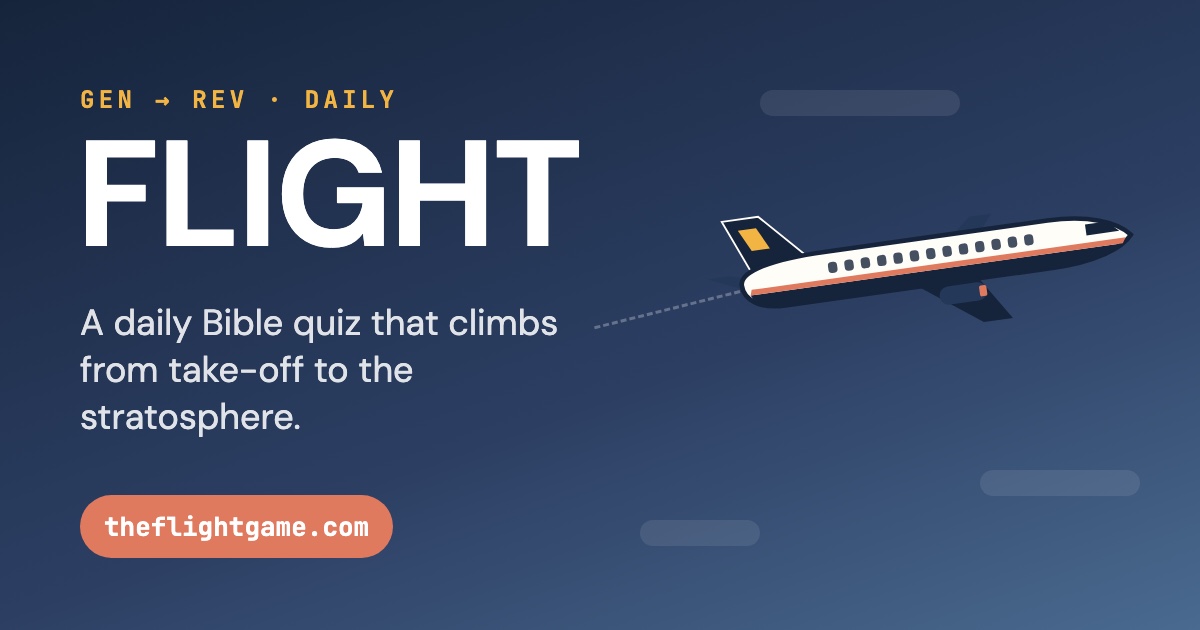 GEN → REV · DAILY
FLIGHT
A daily Bible quiz that climbs
from take-off to the
stratosphere.
theflightgame.com